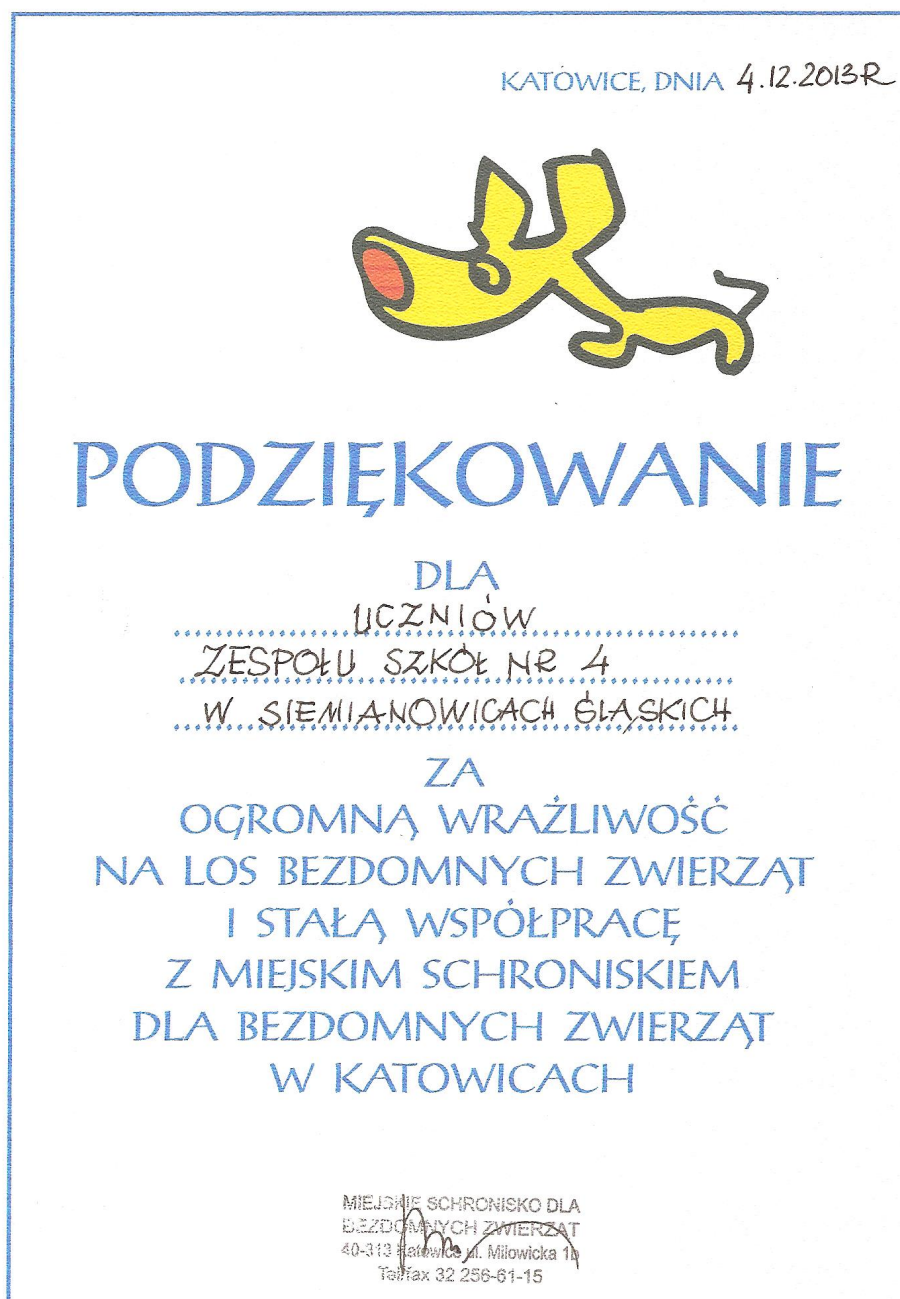 KATOWICE, DNIA 4.12.2013R
PODZIĘKOWANIE
DLA
UCZNIÓW
ZESPOŁU SZKÓŁ NR 4
W SIEMIANOWICACH ŚLĄSKICH
ZA
OGROMNĄ WRAŻLIWOŚĆ
NA LOS BEZDOMNYCH ZWIERZĄT
I STAŁĄ WSPÓŁPRACĘ
Z MIEJSKIM SCHRONISKIEM
DLA BEZDOMNYCH ZWIERZĄT
W KATOWICACH
MIEJSKIE SCHRONISKO DLA
BEZDOMNYCH ZWIERZĄT
40-313 Katowice ul. Milowicka 1b
Tel/fax 32 256-61-15